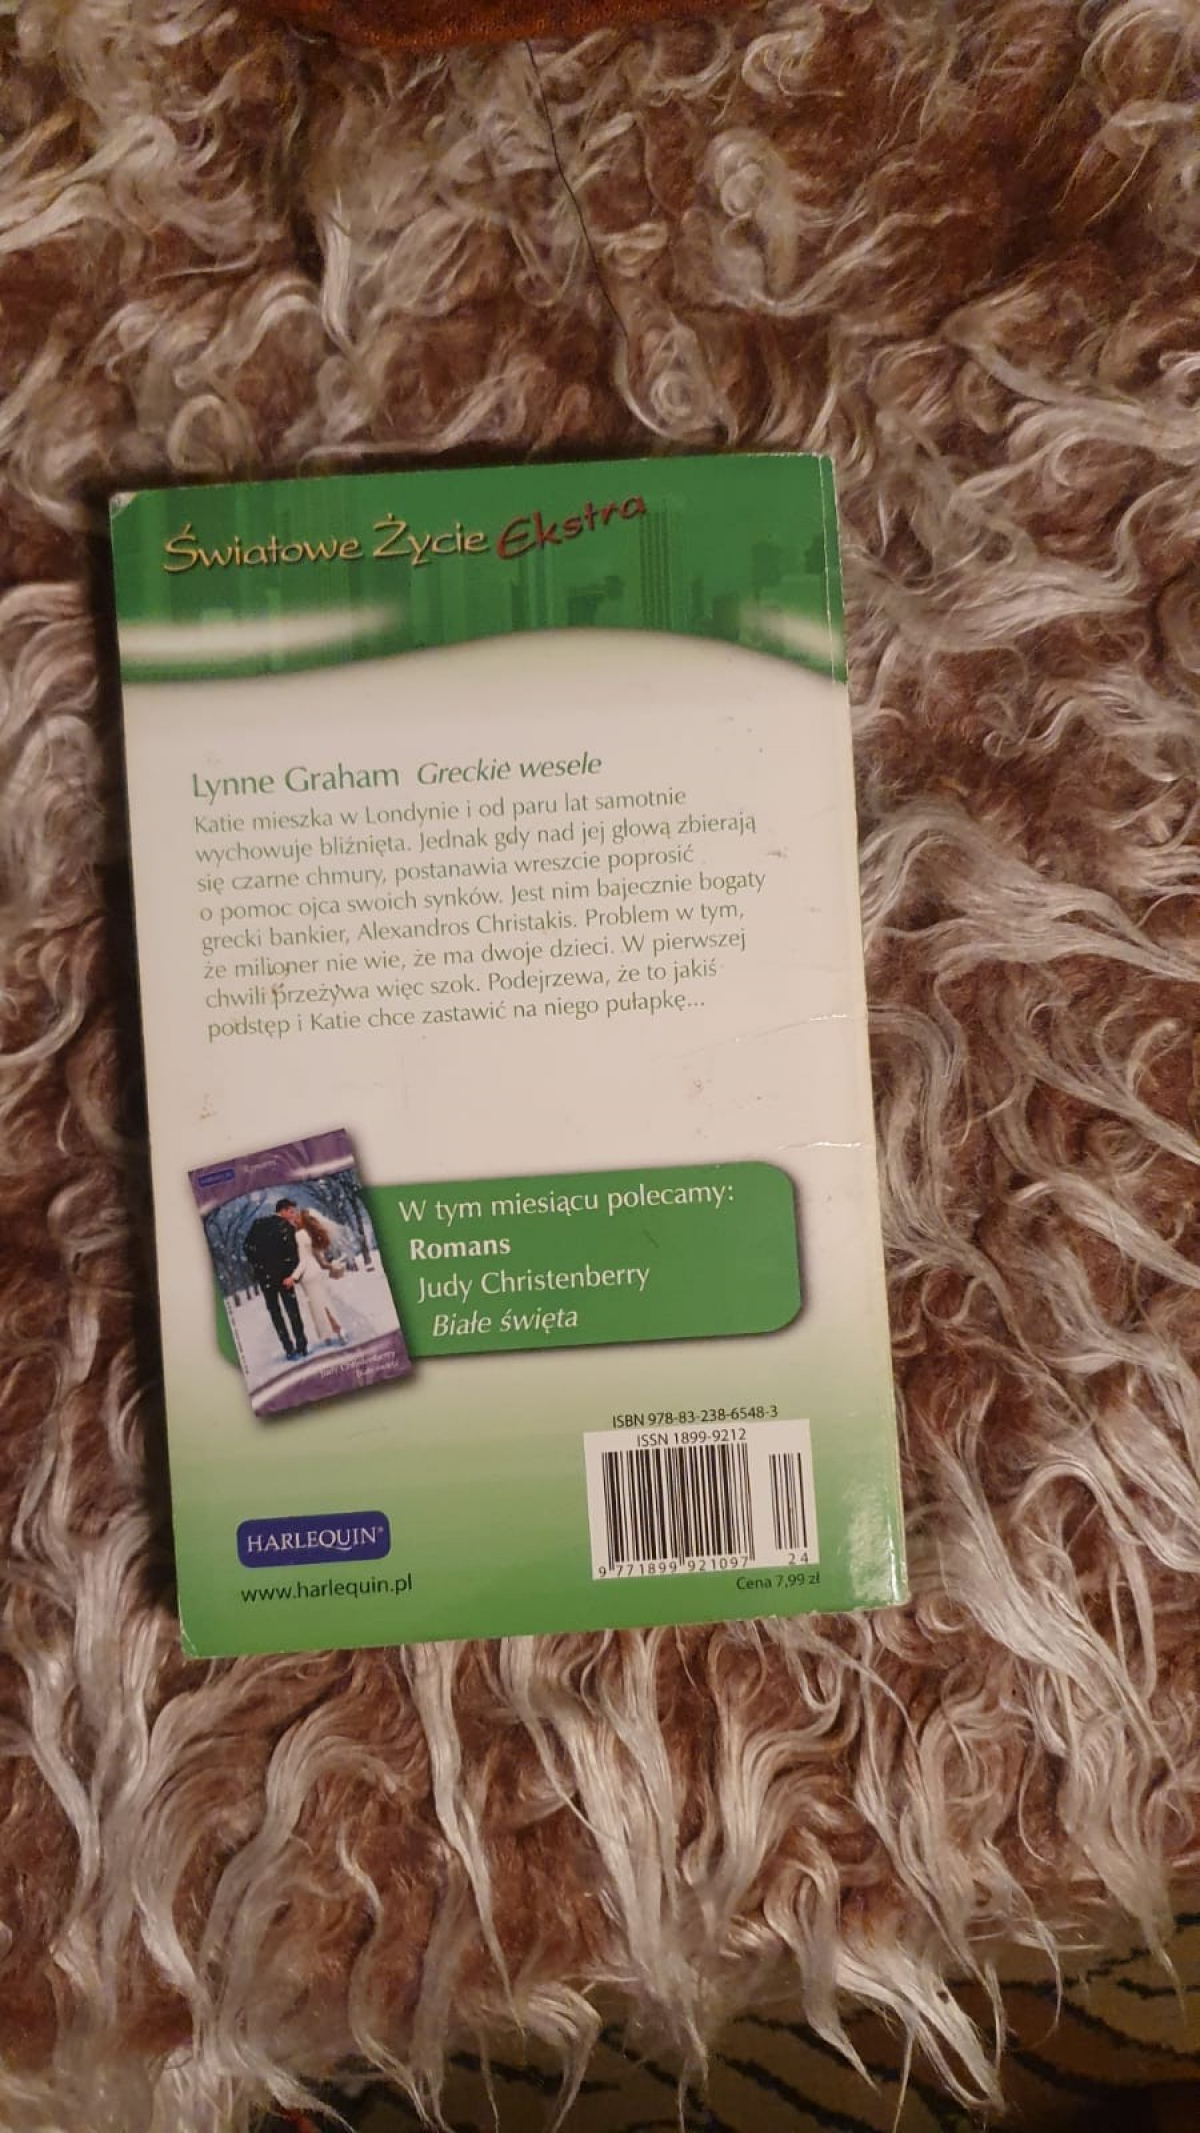 Światowe Życie Ekstra
Lynne Graham Greckie wesele
Katie mieszka w Londynie i od paru lat samotnie
wychowuje bliźnięta. Jednak gdy nad jej głową zbierają
się czarne chmury, postanawia wreszcie poprosić
o pomoc ojca swoich synków. Jest nim bajecznie bogaty
grecki bankier, Alexandros Christakis. Problem w tym,
że milioner nie wie, że ma dwoje dzieci. W pierwszej
chwili przeżywa więc szok. Podejrzewa, że to jakiś
podstęp i Katie chce zastawić na niego pułapkę...
W tym miesiącu polecamy:
Romans
Judy Christenberry
Białe święta
Judy Christenberry
ISBN 978-83-238-6548-3
ISSN 1899-9212
9 771899 921097
24
Cena 7,99 zł
HARLEQUIN®
www.harlequin.pl